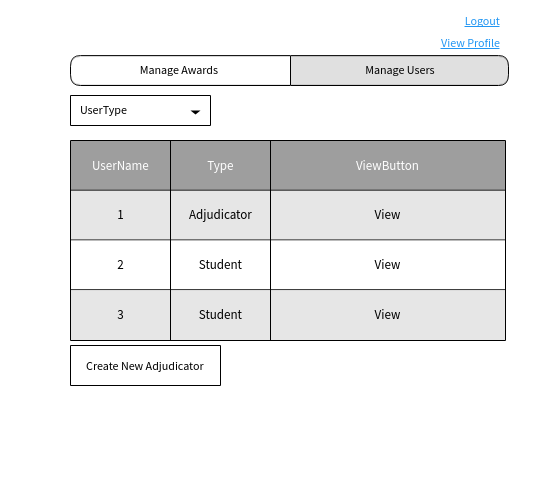 Logout
View Profile
Manage Awards Manage Users
UserType
UserName Type ViewButton
1 Adjudicator View
2 Student View
3 Student View
Create New Adjudicator